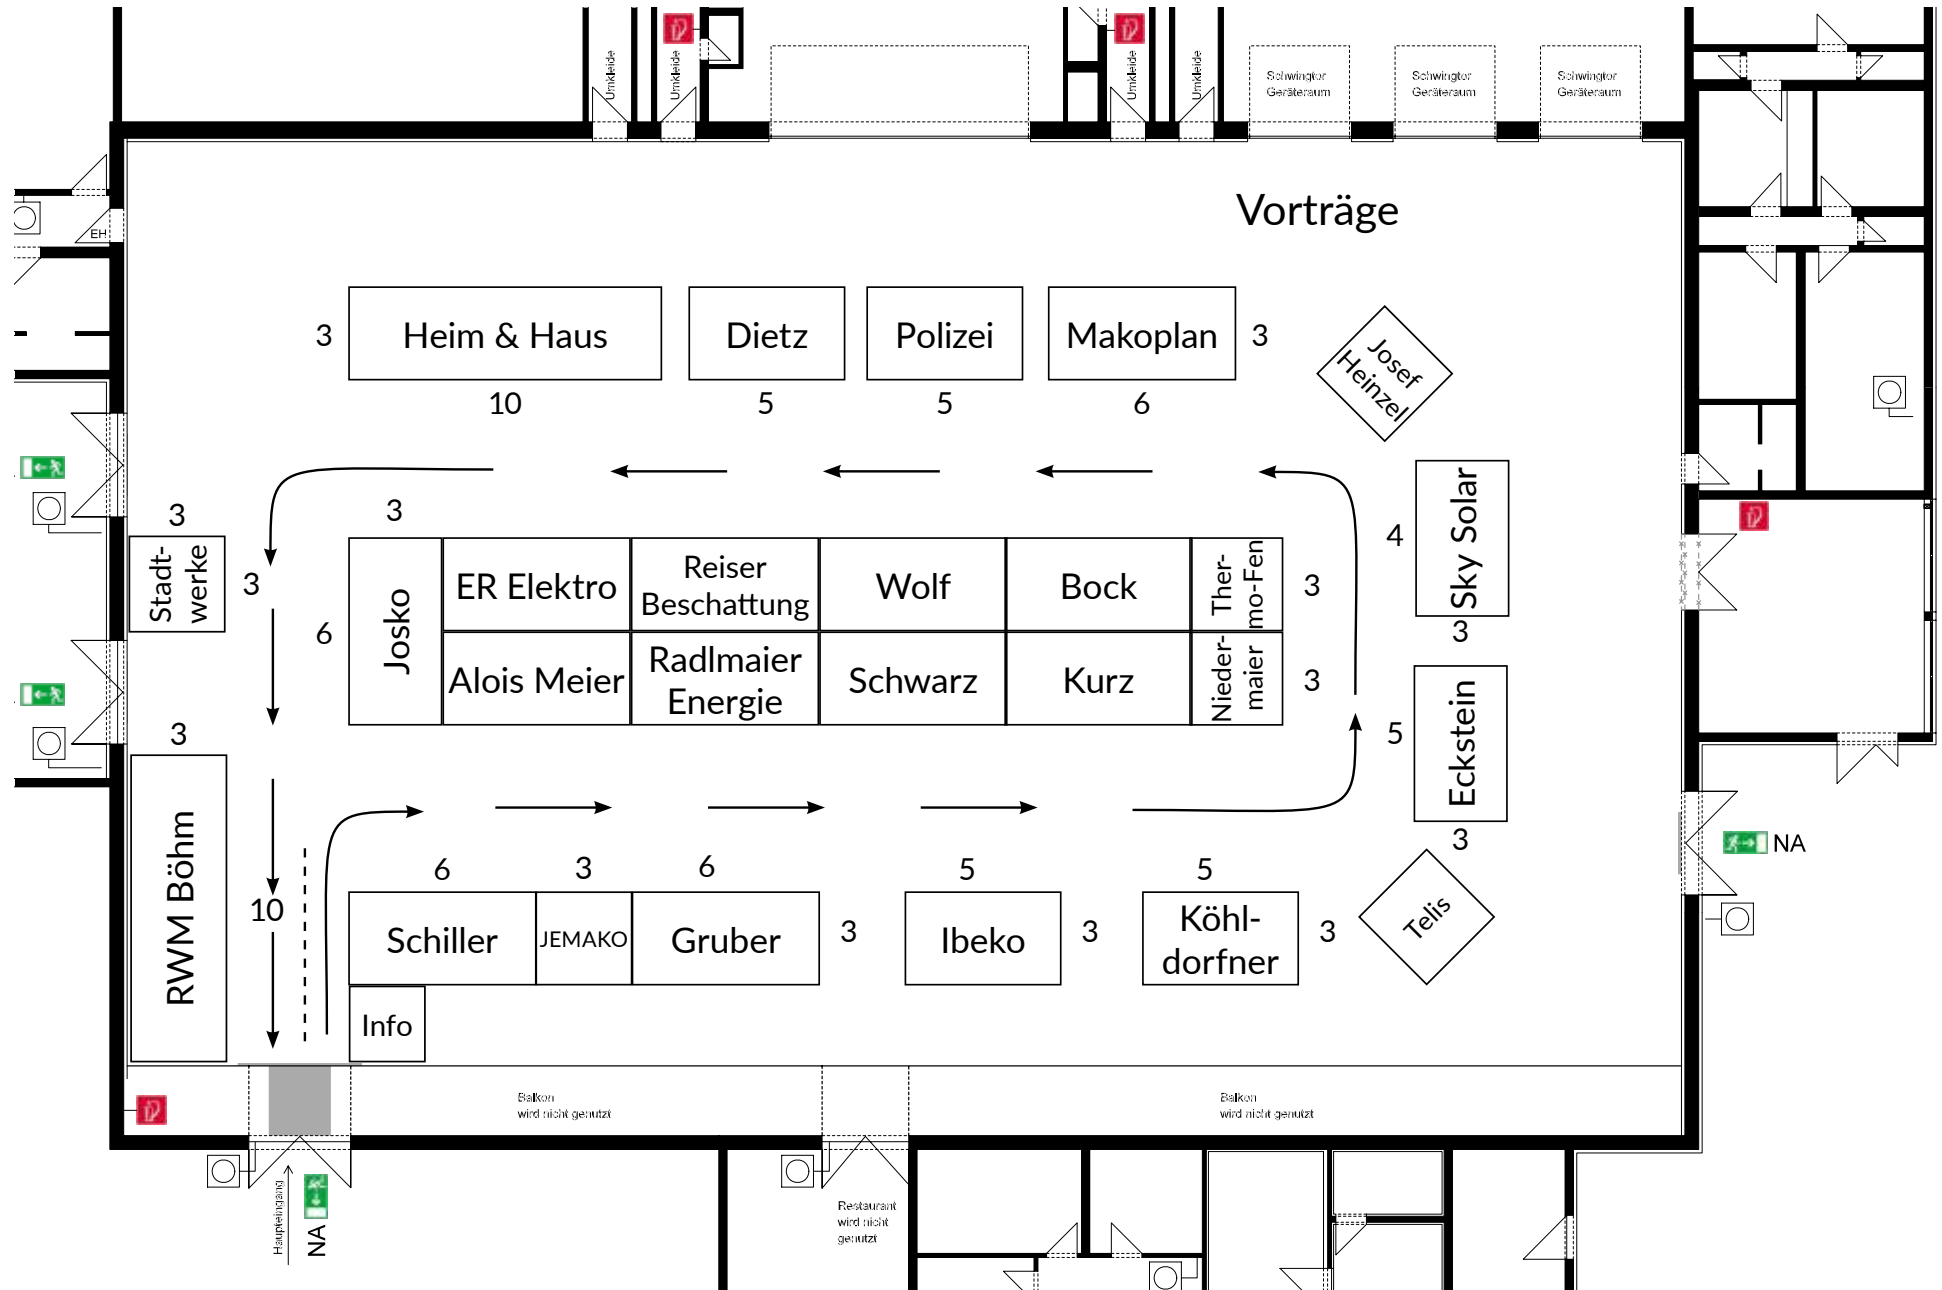 Umkleide
Umkleide
Umkleide
Umkleide
Schwingtor
Geräteraum
Schwingtor
Geräteraum
Schwingtor
Geräteraum
EH
Vorträge
3
Heim & Haus
Dietz
Polizei
Makoplan
3
10
5
5
6
Josef
Heinzel
3
3
Stadt-
werke
3
6
Josko
ER Elektro
Reiser
Beschattung
Wolf
Bock
Ther-
mo-Fen
3
4
Sky Solar
3
Alois Meier
Radlmaier
Energie
Schwarz
Kurz
Nieder-
maier
3
5
Eckstein
3
3
RWM Böhm
10
6
3
6
5
5
Schiller
JEMAKO
Gruber
3
Ibeko
3
Köhl-
dorfner
3
Telis
NA
Info
Balkon
wird nicht genutzt
Balkon
wird nicht genutzt
Haupteingang
NA
Restaurant
wird nicht
genutzt